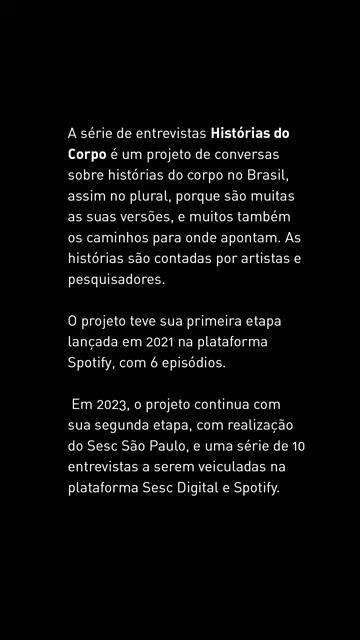 A série de entrevistas Histórias do
Corpo é um projeto de conversas
sobre histórias do corpo no Brasil,
assim no plural, porque são muitas
as suas versões, e muitos também
os caminhos para onde apontam. As
histórias são contadas por artistas e
pesquisadores.
O projeto teve sua primeira etapa
lançada em 2021 na plataforma
Spotify, com 6 episódios.
Em 2023, o projeto continua com
sua segunda etapa, com realização
do Sesc São Paulo, e uma série de 10
entrevistas a serem veiculadas na
plataforma Sesc Digital e Spotify.